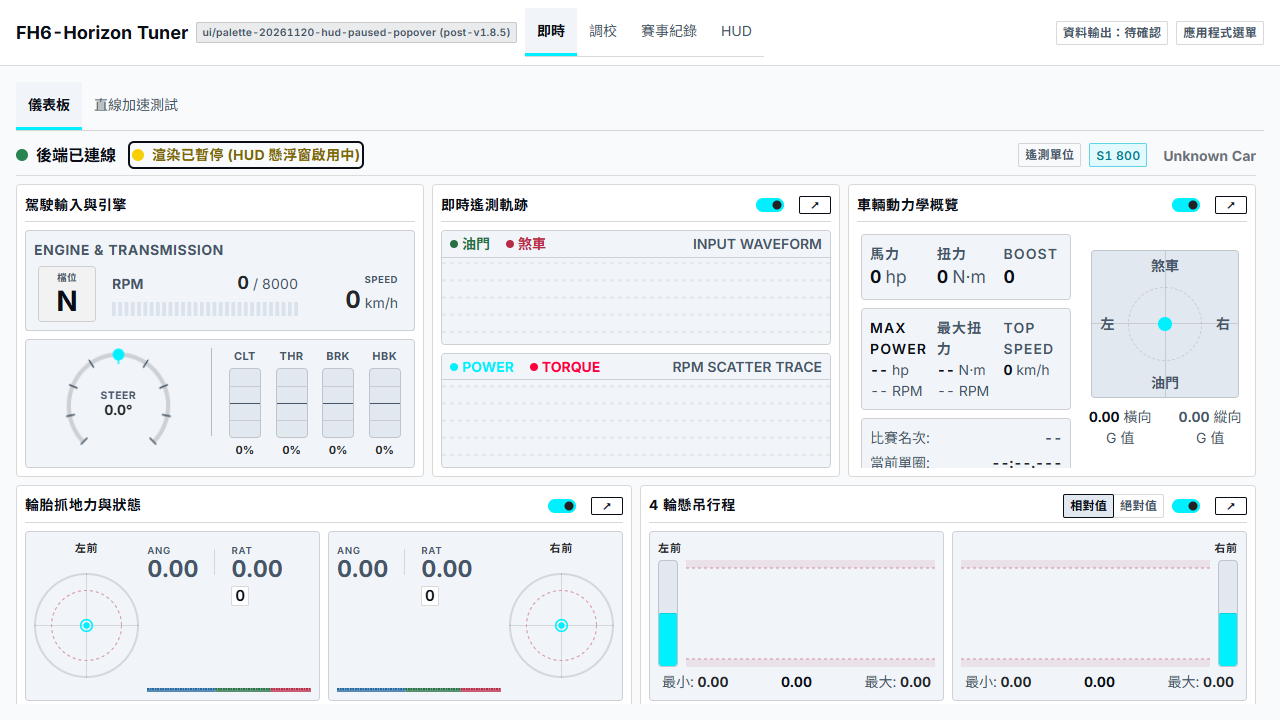 FH6-Horizon Tuner
ui/palette-20261120-hud-paused-popover (post-v1.8.5)
即時
調校
賽事紀錄
HUD
資料輸出：待確認
應用程式選單
儀表板
直線加速測試
後端已連線
渲染已暫停 (HUD 懸浮窗啟用中)
遙測單位
S1 800
Unknown Car
駕駛輸入與引擎
ENGINE & TRANSMISSION
檔位
N
RPM
0 / 8000
SPEED
0 km/h
STEER
0.0°
CLT THR BRK HBK
0% 0% 0% 0%
即時遙測軌跡
↗
油門 煞車 INPUT WAVEFORM
POWER TORQUE RPM SCATTER TRACE
車輛動力學概覽
↗
馬力 扭力 BOOST
0 hp 0 N·m 0
MAX POWER
-- hp
-- RPM
最大扭力
-- N·m
-- RPM
TOP SPEED
0 km/h
比賽名次: --
當前單圈: --:--.---
煞車
左
右
油門
0.00 橫向 G 值
0.00 縱向 G 值
輪胎抓地力與狀態
↗
左前
ANG
0.00
RAT
0.00
0
ANG
0.00
RAT
0.00
0
右前
4 輪懸吊行程
相對值
絕對值
↗
左前
最小: 0.00 0.00 最大: 0.00
右前
最小: 0.00 0.00 最大: 0.00